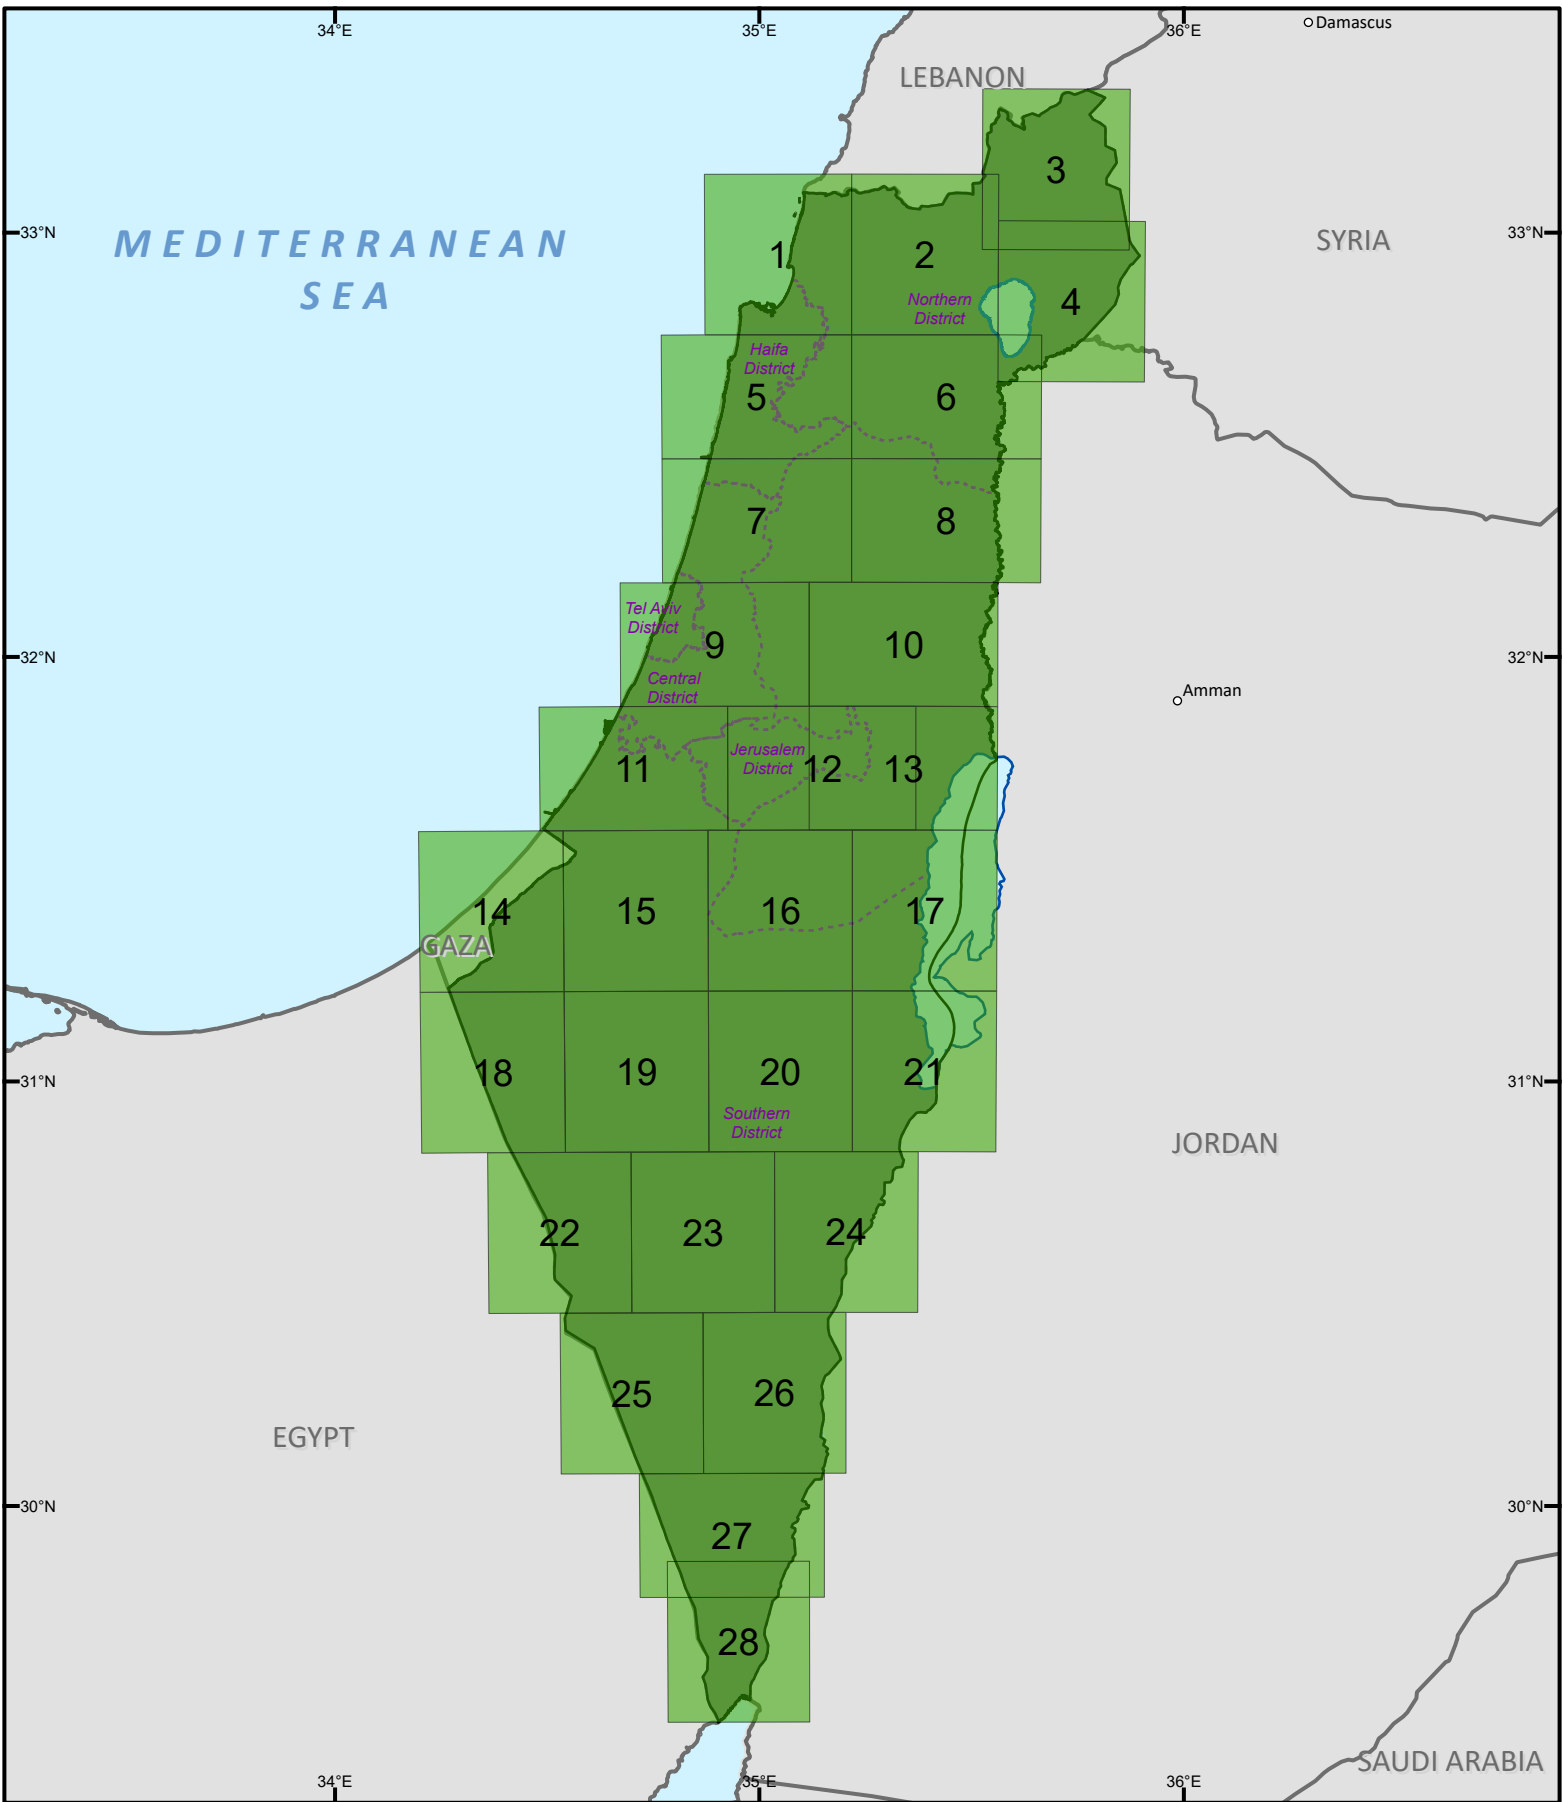 34°E
35°E
36°E
Damascus
LEBANON
3
33°N
MEDITERRANEAN
SEA
1
2
SYRIA
33°N
4
Northern
District
Haifa
District
5
6
7
8
Tel Aviv
District
9
10
32°N
32°N
Central
District
Amman
Jerusalem
District
11
12
13
14
15
16
17
GAZA
18
19
20
21
31°N
31°N
Southern
District
JORDAN
22
23
24
25
26
EGYPT
30°N
30°N
27
28
SAUDI ARABIA
34°E
35°E
36°E